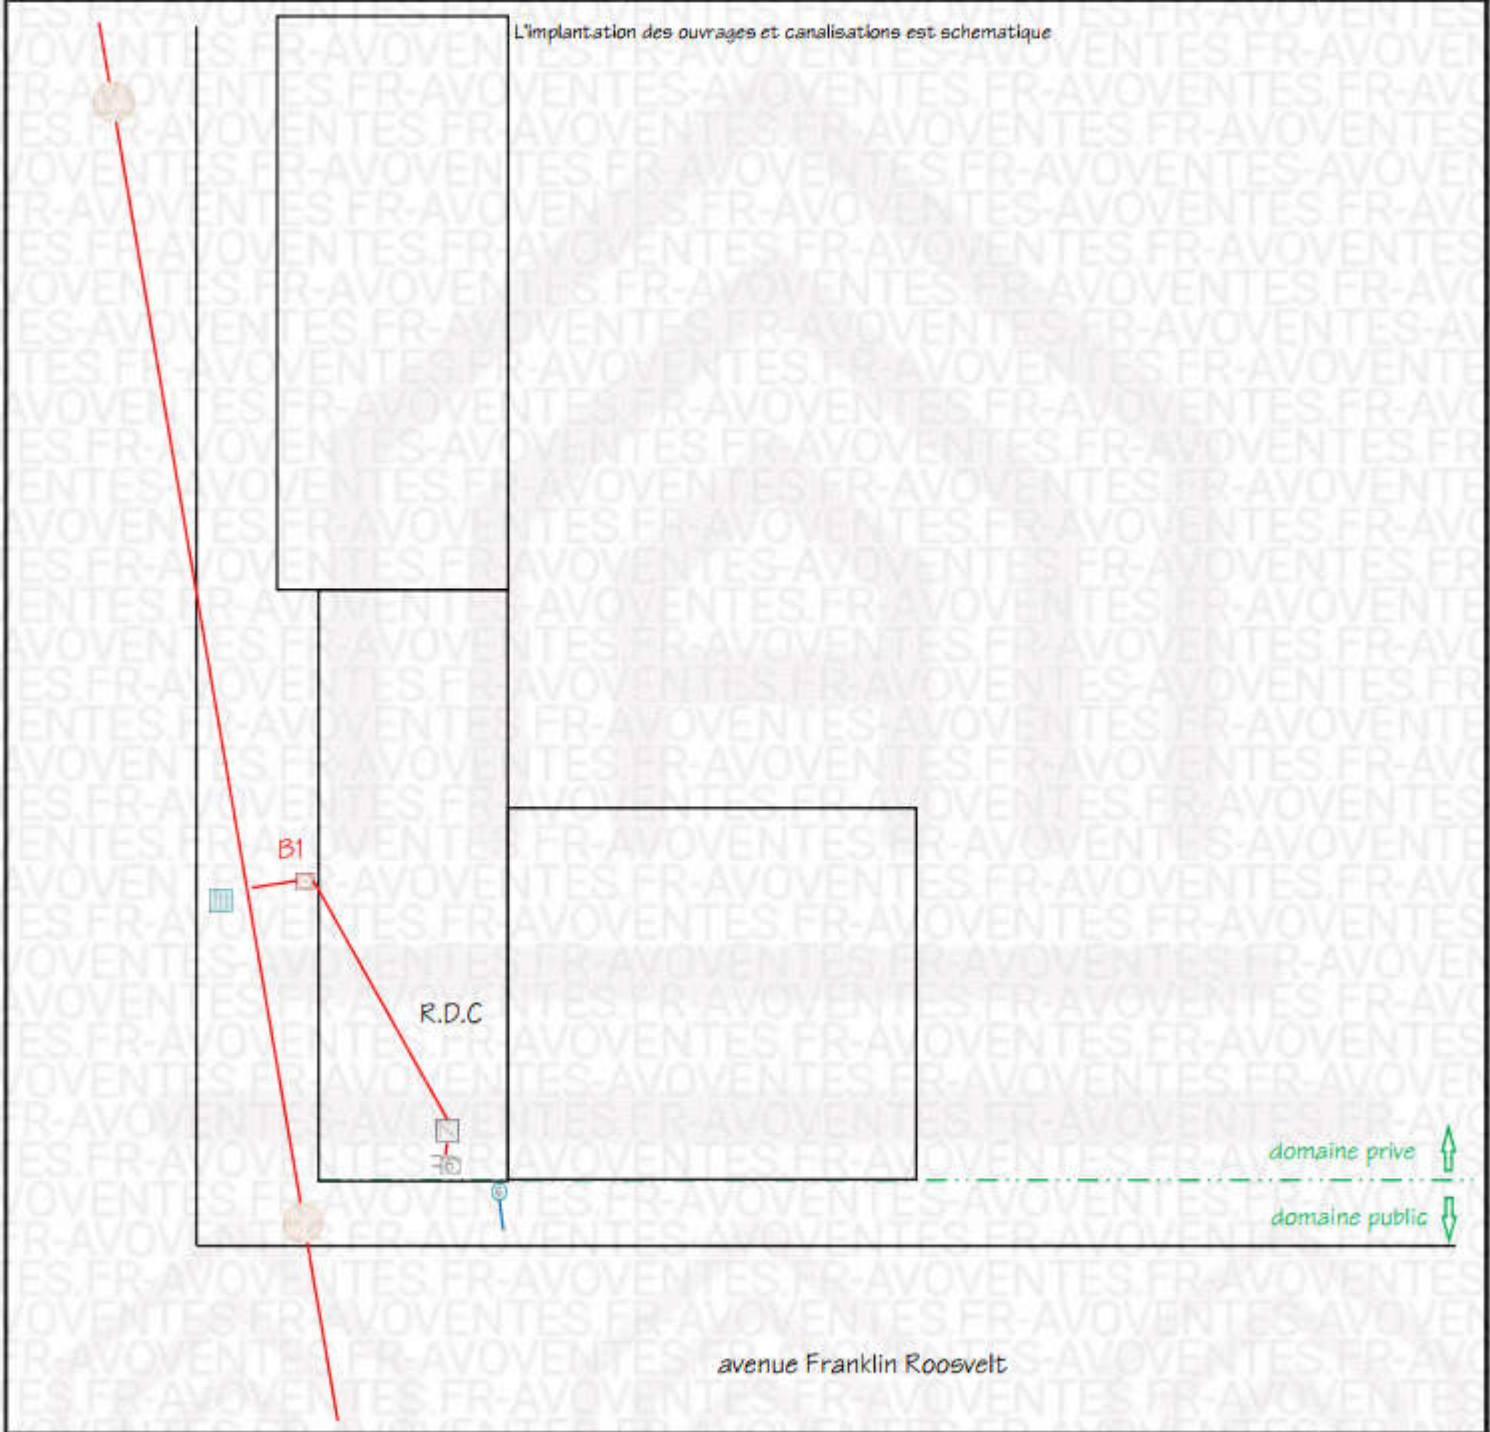 L'implantation des ouvrages et canalisations est schematique
B1
R.D.C
domaine prive
domaine public
avenue Franklin Roosvelt